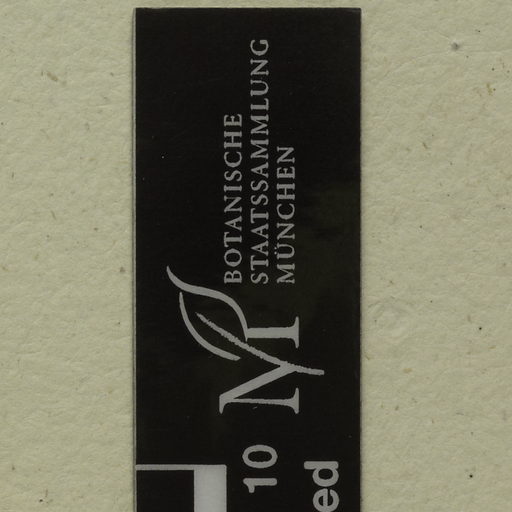 BOTANISCHE
STAATSSAMMLUNG
MÜNCHEN
M
10
ed